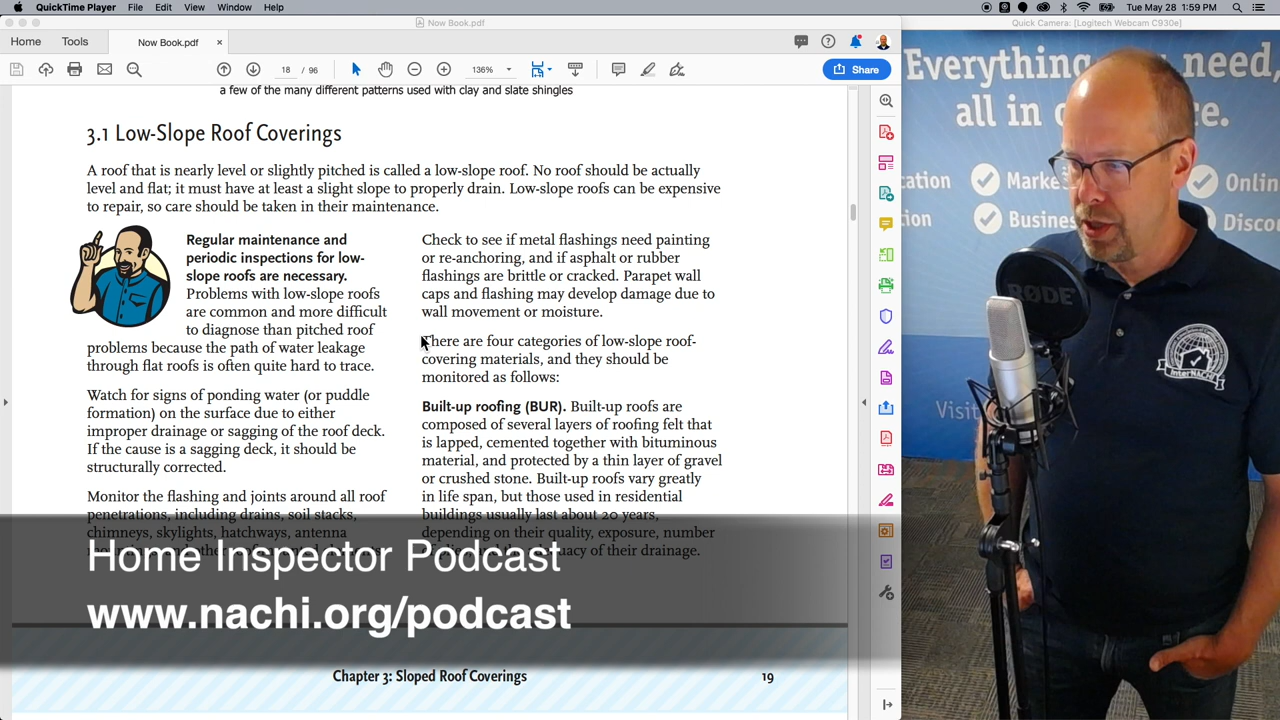 QuickTime Player File Edit View Window Help
Tue May 28 1:59 PM
Now Book.pdf
Quick Camera: [Logitech Webcam C930e]
Home Tools Now Book.pdf ×
18 / 96 136% Share
a few of the many different patterns used with clay and slate shingles
3.1 Low-Slope Roof Coverings
A roof that is nearly level or slightly pitched is called a low-slope roof. No roof should be actually
level and flat; it must have at least a slight slope to properly drain. Low-slope roofs can be expensive
to repair, so care should be taken in their maintenance.
Regular maintenance and
periodic inspections for low-
slope roofs are necessary.
Problems with low-slope roofs
are common and more difficult
to diagnose than pitched roof
problems because the path of water leakage
through flat roofs is often quite hard to trace.
Watch for signs of ponding water (or puddle
formation) on the surface due to either
improper drainage or sagging of the roof deck.
If the cause is a sagging deck, it should be
structurally corrected.
Monitor the flashing and joints around all roof
penetrations, including drains, soil stacks,
chimneys, skylights, hatchways, antenna
Check to see if metal flashings need painting
or re-anchoring, and if asphalt or rubber
flashings are brittle or cracked. Parapet wall
caps and flashing may develop damage due to
wall movement or moisture.
There are four categories of low-slope roof-
covering materials, and they should be
monitored as follows:
Built-up roofing (BUR). Built-up roofs are
composed of several layers of roofing felt that
is lapped, cemented together with bituminous
material, and protected by a thin layer of gravel
or crushed stone. Built-up roofs vary greatly
in life span, but those used in residential
buildings usually last about 20 years,
depending on their quality, exposure, number
of their drainage.
Home Inspector Podcast
www.nachi.org/podcast
Chapter 3: Sloped Roof Coverings 19
Everything need,
all in
Onlin
Busine
Disco
Visit
RØDE
InterNACHI